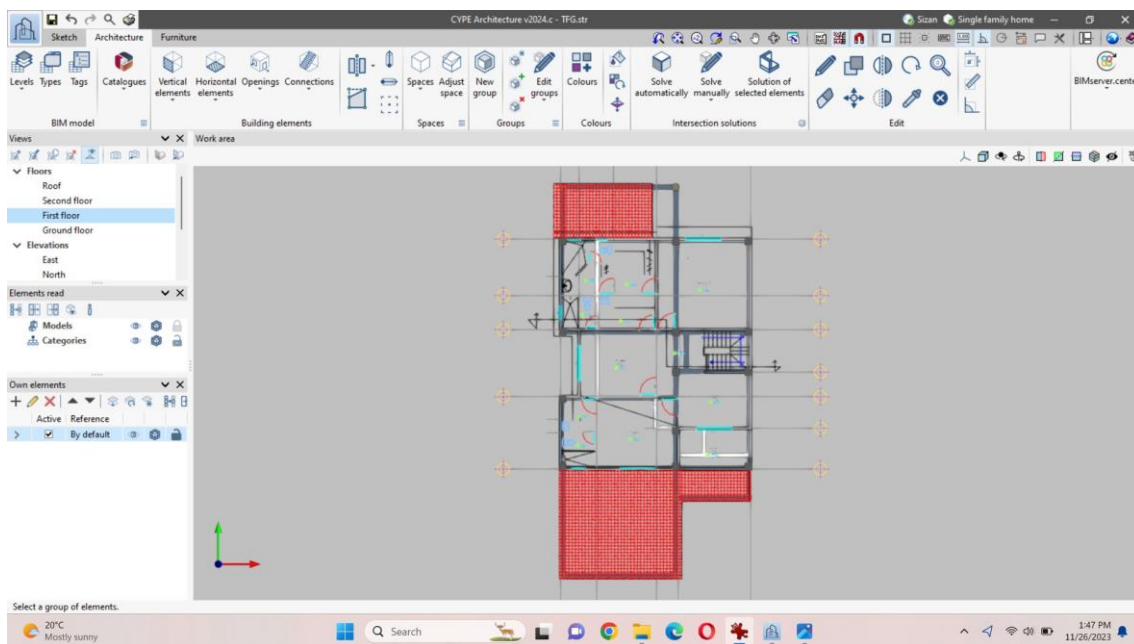 CYPE Architecture v2024.c - TFG.str
Sizan Single family home
Sketch Architecture Furniture
Levels Types Tags Catalogues Vertical elements Horizontal elements Openings Connections Spaces Adjust space New group Edit groups Colours Solve automatically Solve manually Solution of selected elements BIMserver.center
BIM model Building elements Spaces Groups Colours Intersection solutions Edit
Views Work area
Floors
Roof
Second floor
First floor
Ground floor
Elevations
East
North
Elements read
Models
Categories
Own elements
Active Reference
By default
Select a group of elements.
20°C
Mostly sunny
Search
1:47 PM
11/26/2023